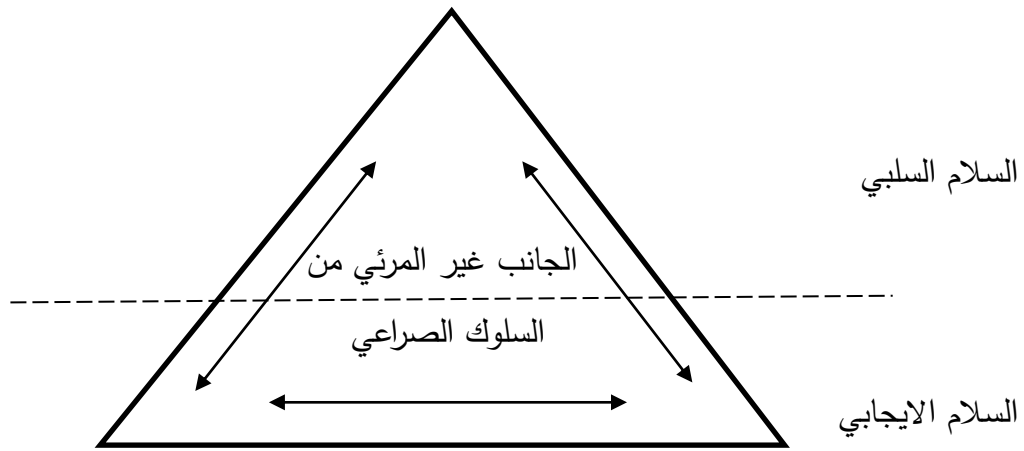 السلام السلبي
الجانب غير المرئي من
السلوك الصراعي
السلام الايجابي